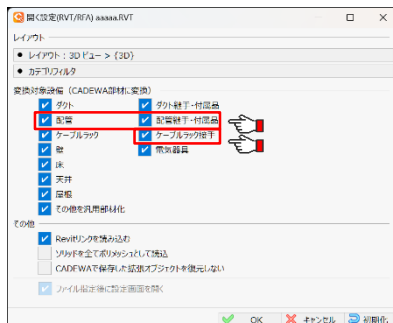 開く設定(RVT/RFA) aaaaa.RVT
レイアウト
● レイアウト : 3D ビュー > {3D}
● カテゴリフィルタ
変換対象設備 (CADEWA部材に変換)
ダクト ダクト継手・付属品
配管 配管継手・付属品
ケーブルラック ケーブルラック接手
壁 電気器具
床
天井
屋根
その他を汎用部材化
その他
Revitリンクを読み込む
ソリッドを全てポリメッシュとして読込
CADEWAで保存した拡張オブジェクトを復元しない
ファイル指定後に設定画面を開く
OK キャンセル 初期化